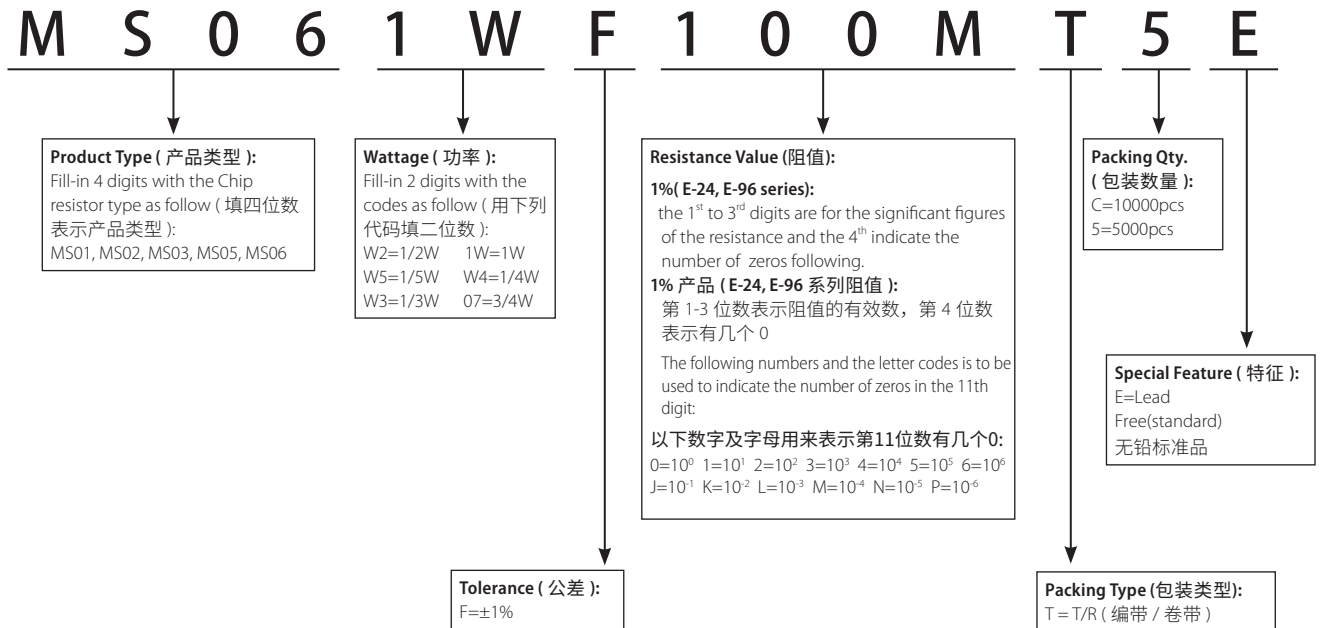 M S 0 6 1 W F 1 0 0 M T 5 E
Product Type ( 产品类型 ):
Fill-in 4 digits with the Chip
resistor type as follow ( 填四位数
表示产品类型 ):
MS01, MS02, MS03, MS05, MS06
Wattage ( 功率 ):
Fill-in 2 digits with the
codes as follow ( 用下列
代码填二位数 ):
W2=1/2W 1W=1W
W5=1/5W W4=1/4W
W3=1/3W 07=3/4W
Resistance Value (阻值):
1%( E-24, E-96 series):
the 1st to 3rd digits are for the significant figures
of the resistance and the 4th indicate the
number of zeros following.
1% 产品 ( E-24, E-96 系列阻值 ):
第 1-3 位数表示阻值的有效数，第 4 位数
表示有几个 0
The following numbers and the letter codes is to be
used to indicate the number of zeros in the 11th
digit:
以下数字及字母用来表示第11位数有几个0:
0=10⁰ 1=10¹ 2=10² 3=10³ 4=10⁴ 5=10⁵ 6=10⁶
J=10⁻¹ K=10⁻² L=10⁻³ M=10⁻⁴ N=10⁻⁵ P=10⁻⁶
Packing Qty.
( 包装数量 ):
C=10000pcs
5=5000pcs
Special Feature ( 特征 ):
E=Lead
Free(standard)
无铅标准品
Tolerance ( 公差 ):
F=±1%
Packing Type (包装类型):
T = T/R ( 编带 / 卷带 )